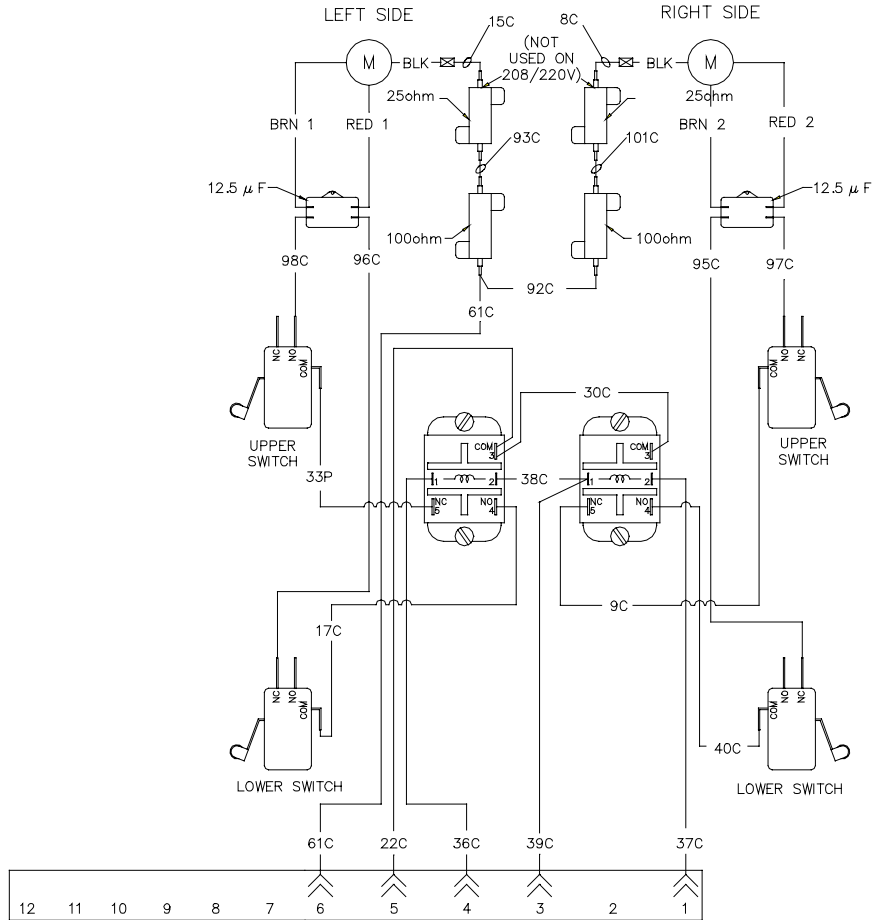 LEFT SIDE
15C
8C
RIGHT SIDE
(NOT
USED ON
208/220V)
M
BLK
BLK
M
25ohm
25ohm
BRN 1
RED 1
93C
101C
BRN 2
RED 2
12.5 μF
12.5 μF
100ohm
100ohm
98C
96C
92C
95C
97C
61C
NC
NO
COM
NO
NC
COM
30C
UPPER
SWITCH
UPPER
SWITCH
COM
3
COM
3
33P
1
2
38C
1
2
NC
5
NO
4
NC
5
NO
4
9C
17C
NC
NO
COM
NO
NC
COM
40C
LOWER SWITCH
LOWER SWITCH
61C
22C
36C
39C
37C
12
11
10
9
8
7
6
5
4
3
2
1